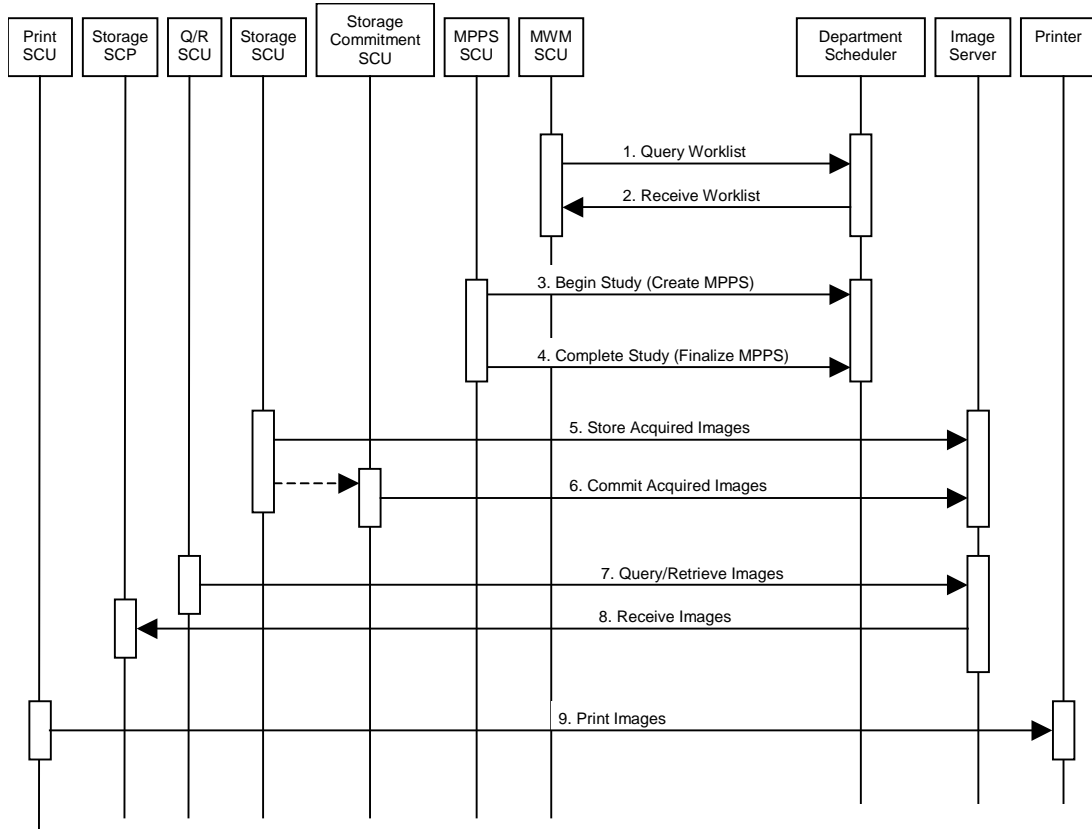 Print
SCU
Storage
SCP
Q/R
SCU
Storage
SCU
Storage
Commitment
SCU
MPPS
SCU
MWM
SCU
Department
Scheduler
Image
Server
Printer
1. Query Worklist
2. Receive Worklist
3. Begin Study (Create MPPS)
4. Complete Study (Finalize MPPS)
5. Store Acquired Images
6. Commit Acquired Images
7. Query/Retrieve Images
8. Receive Images
9. Print Images